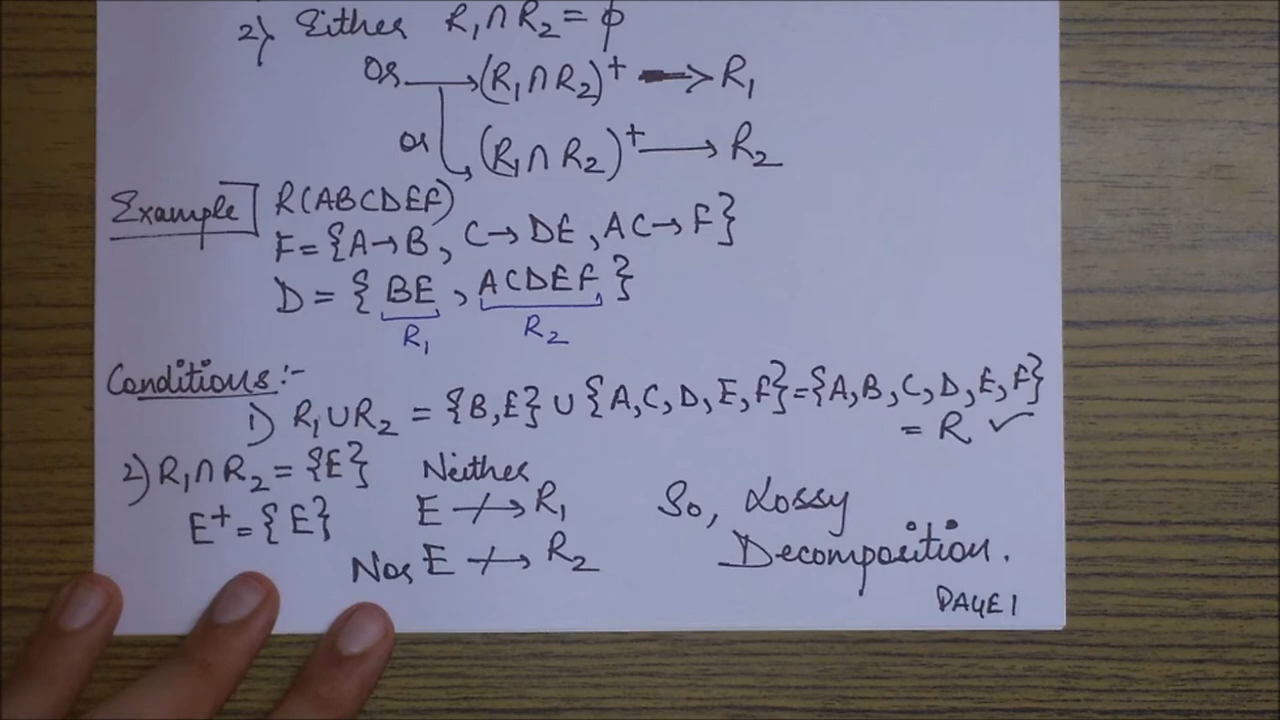 2) Either R₁∩R₂ = ϕ
Or → (R₁∩R₂)⁺ → R₁
or (R₁∩R₂)⁺ → R₂
Example R(ABCDEF)
F = {A→B, C→DE, AC→F}
D = {BE, ACDEF}
R₁ R₂
Conditions:-
1) R₁∪R₂ = {B,E} ∪ {A,C,D,E,F} = {A,B,C,D,E,F}
= R ✓
2) R₁∩R₂ = {E} Neither
E⁺ = {E} E ↛ R₁ So, Lossy
Nor E ↛ R₂ Decomposition.
PAGE 1